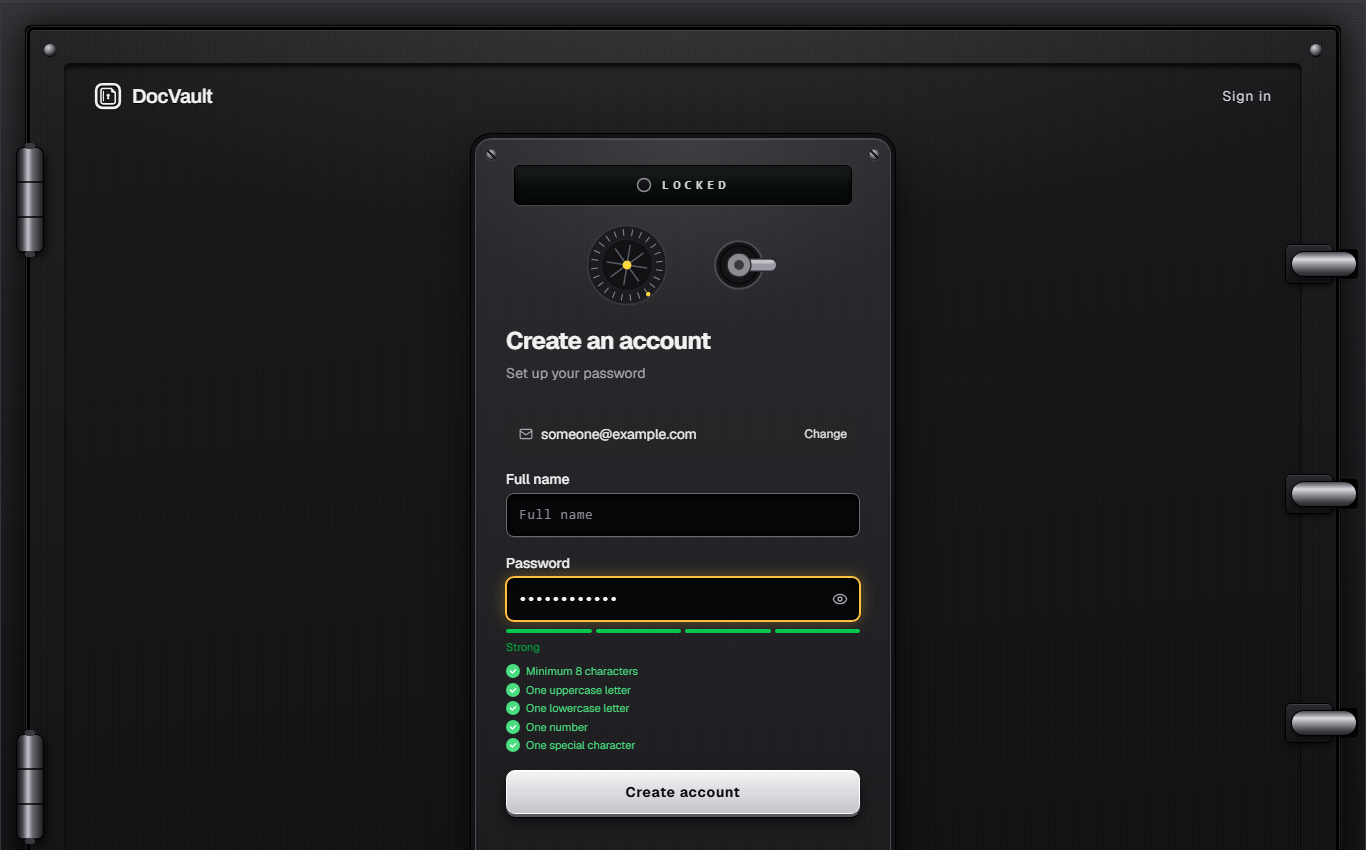 DocVault
Sign in
LOCKED
Create an account
Set up your password
someone@example.com
Change
Full name
Full name
Password
••••••••••••
Strong
Minimum 8 characters
One uppercase letter
One lowercase letter
One number
One special character
Create account